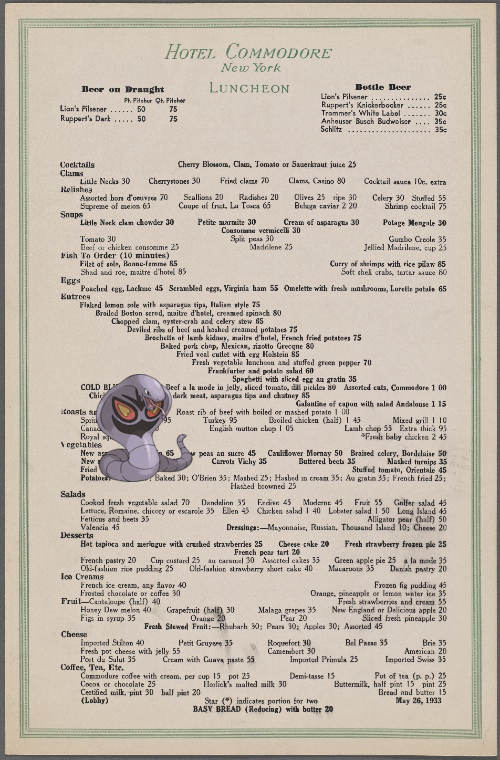 HOTEL COMMODORE
New York
LUNCHEON
Beer on Draught
Pt. Pitcher Qt. Pitcher
Lion's Pilsener ...... 50 75
Ruppert's Dark ..... 50 75
Bottle Beer
Lion's Pilsener .............. 25c
Ruppert's Knickerbocker .... 25c
Trommer's White Label ....... 30c
Anheuser Busch Budweiser .... 35c
Schlitz ..................... 35c
Cocktails Cherry Blossom, Clam, Tomato or Sauerkraut juice 25
Clams
Little Necks 30 Cherrystones 30 Fried clams 70 Clams, Casino 80 Cocktail sauce 10c. extra
Relishes
Assorted hors d'oeuvres 70 Scallions 20 Radishes 20 Olives 25 ripe 30 Celery 30 Stuffed 55
Supreme of melon 65 Coupe of fruit, La Tosca 65 Beluga caviar 2 20 Shrimp cocktail 75
Soups
Little Neck clam chowder 30 Petite marmite 30 Cream of asparagus 30 Potage Mongole 30
Consomme vermicelli 30
Tomato 30 Split peas 30 Gumbo Creole 35
Beef or chicken consomme 25 Madrilene 25 Jellied Madrilene, cup 25
Fish To Order (10 minutes)
Filet of sole, Bonne-femme 85 Curry of shrimps with rice pilaw 85
Shad and roe, maitre d'hotel 85 Soft shell crabs, tartar sauce 80
Eggs
Poached egg, Lackme 45 Scrambled eggs, Virginia ham 55 Omelette with fresh mushrooms, Lorette potato 65
Entrees
Flaked lemon sole with asparagus tips, Italian style 75
Broiled Boston scrod, maitre d'hotel, creamed spinach 80
Chopped clam, oyster-crab and celery stew 65
Deviled ribs of beef and hashed creamed potatoes 75
Brochette of lamb kidney, maitre d'hotel, French fried potatoes 75
Baked pork chop, Mexican, rizotto Grecque 80
Fried veal cutlet with egg Holstein 85
Fresh vegetable luncheon and stuffed green pepper 70
Frankfurter and potato salad 60
Spaghetti with sliced egg au gratin 35
COLD Beef a la mode in jelly, sliced tomato, dill pickles 80 Assorted cuts, Commodore 1 00
dark meat, asparagus tips and chutney 85
Galantine of capon with salad Andalouse 1 15
Roasts Roast rib of beef with boiled or mashed potato 1 00
95 Turkey 95 Broiled chicken (half) 1 45 Mixed grill 1 10
English mutton chop 1 05 Lamb chop 55 Extra thick 95
Royal *Fresh baby chicken 2 45
Vegetables
New 65 peas au sucre 45 Cauliflower Mornay 50 Braised celery, Bordelaise 50
New Carrots Vichy 35 Buttered beets 35 Mashed turnips 35
Fried Stuffed tomato, Orientale 45
Potatoes: Baked 30; O'Brien 35; Mashed 25; Hashed in cream 35; Au gratin 35; French fried 25;
Hashed browned 25
Salads
Cooked fresh vegetable salad 70 Dandelion 35 Endive 45 Moderne 45 Fruit 55 Golfer salad 45
Lettuce, Romaine, chicory or escarole 35 Ellen 45 Chicken salad 1 40 Lobster salad 1 50 Long Island 45
Fetticus and beets 35 Alligator pear (half) 50
Valencia 45 Dressings:—Mayonnaise, Russian, Thousand Island 10; Cheese 20
Desserts
Hot tapioca and meringue with crushed strawberries 25 Cheese cake 20 Fresh strawberry frozen pie 25
French pear tart 20
French pastry 20 Cup custard 25 au caramel 30 Assorted cakes 35 Green apple pie 25 a la mode 35
Old-fashion rice pudding 25 Old-fashion strawberry short cake 40 Macaroons 35 Danish pastry 20
Ice Creams
French ice cream, any flavor 40 Frozen fig pudding 45
Frosted chocolate or coffee 30 Orange, pineapple or lemon water ice 35
Fruit—Cantaloupe (half) 40 Fresh strawberries and cream 55
Honey Dew melon 40 Grapefruit (half) 30 Malaga grapes 35 New England or Delicious apple 20
Figs in syrup 35 Orange 20 Pear 20 Sliced fresh pineapple 30
Fresh Stewed Fruit:—Rhubarb 30; Pears 30; Apples 30; Assorted 45
Cheese
Imported Stilton 40 Petit Gruyere 35 Roquefort 30 Bel Paese 35 Brie 35
Fresh pot cheese with jelly 55 Camembert 30 American 20
Port du Salut 35 Cream with Guava paste 55 Imported Primula 25 Imported Swiss 35
Coffee, Tea, Etc.
Commodore coffee with cream, per cup 15 pot 25 Demi-tasse 15 Pot of tea (p. p.) 25
Cocoa or chocolate 25 Horlick's malted milk 30 Buttermilk, half pint 15 pint 25
Certified milk, pint 30 half pint 20 Bread and butter 15
(Lobby) Star (*) indicates portion for two May 26, 1933
BASY BREAD (Reducing) with butter 20